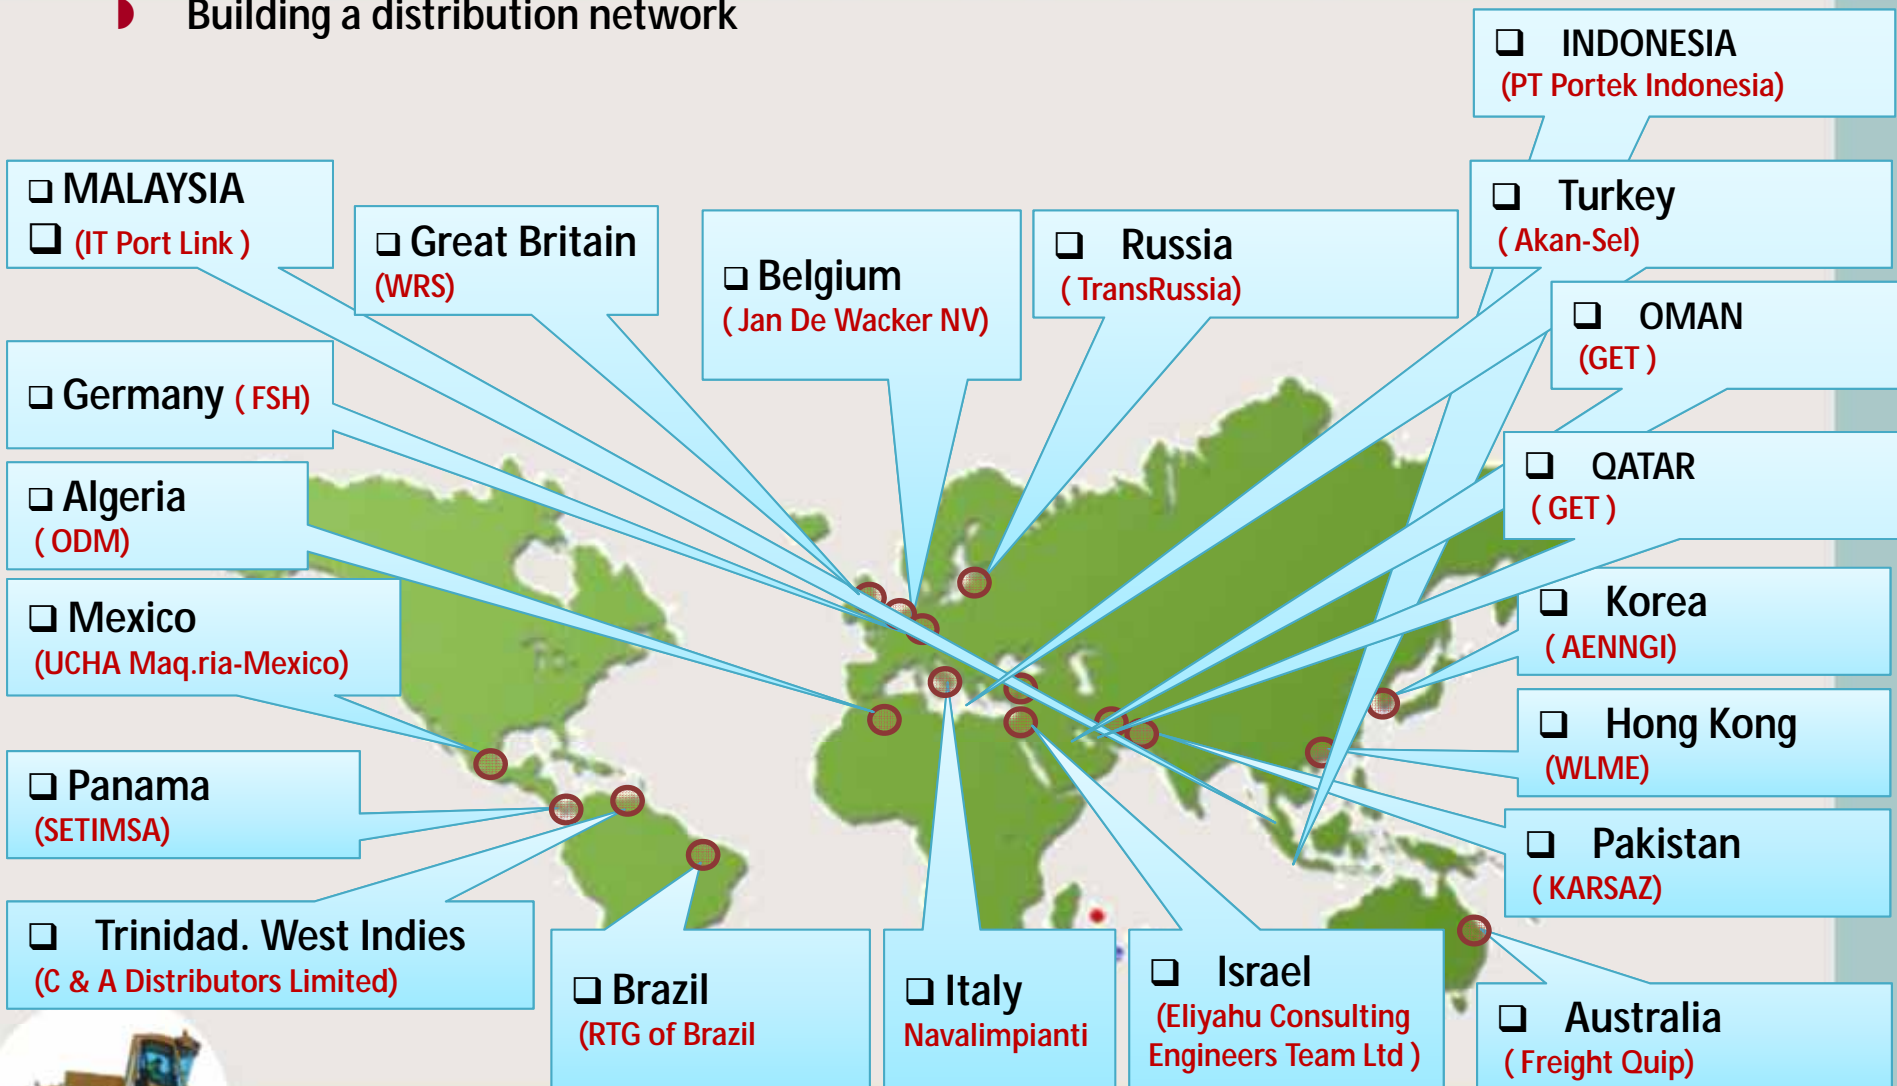 Building a distribution network
❑ INDONESIA
(PT Portek Indonesia)
❑ MALAYSIA
❑ (IT Port Link )
❑ Great Britain
(WRS)
❑ Belgium
( Jan De Wacker NV)
❑ Russia
( TransRussia)
❑ Turkey
( Akan-Sel)
❑ OMAN
(GET )
❑ Germany ( FSH)
❑ QATAR
( GET )
❑ Algeria
( ODM)
❑ Mexico
(UCHA Maq.ria-Mexico)
❑ Korea
( AENNGI)
❑ Hong Kong
(WLME)
❑ Panama
(SETIMSA)
❑ Pakistan
( KARSAZ)
❑ Trinidad. West Indies
(C & A Distributors Limited)
❑ Brazil
(RTG of Brazil
❑ Italy
Navalimpianti
❑ Israel
(Eliyahu Consulting
Engineers Team Ltd )
❑ Australia
( Freight Quip)